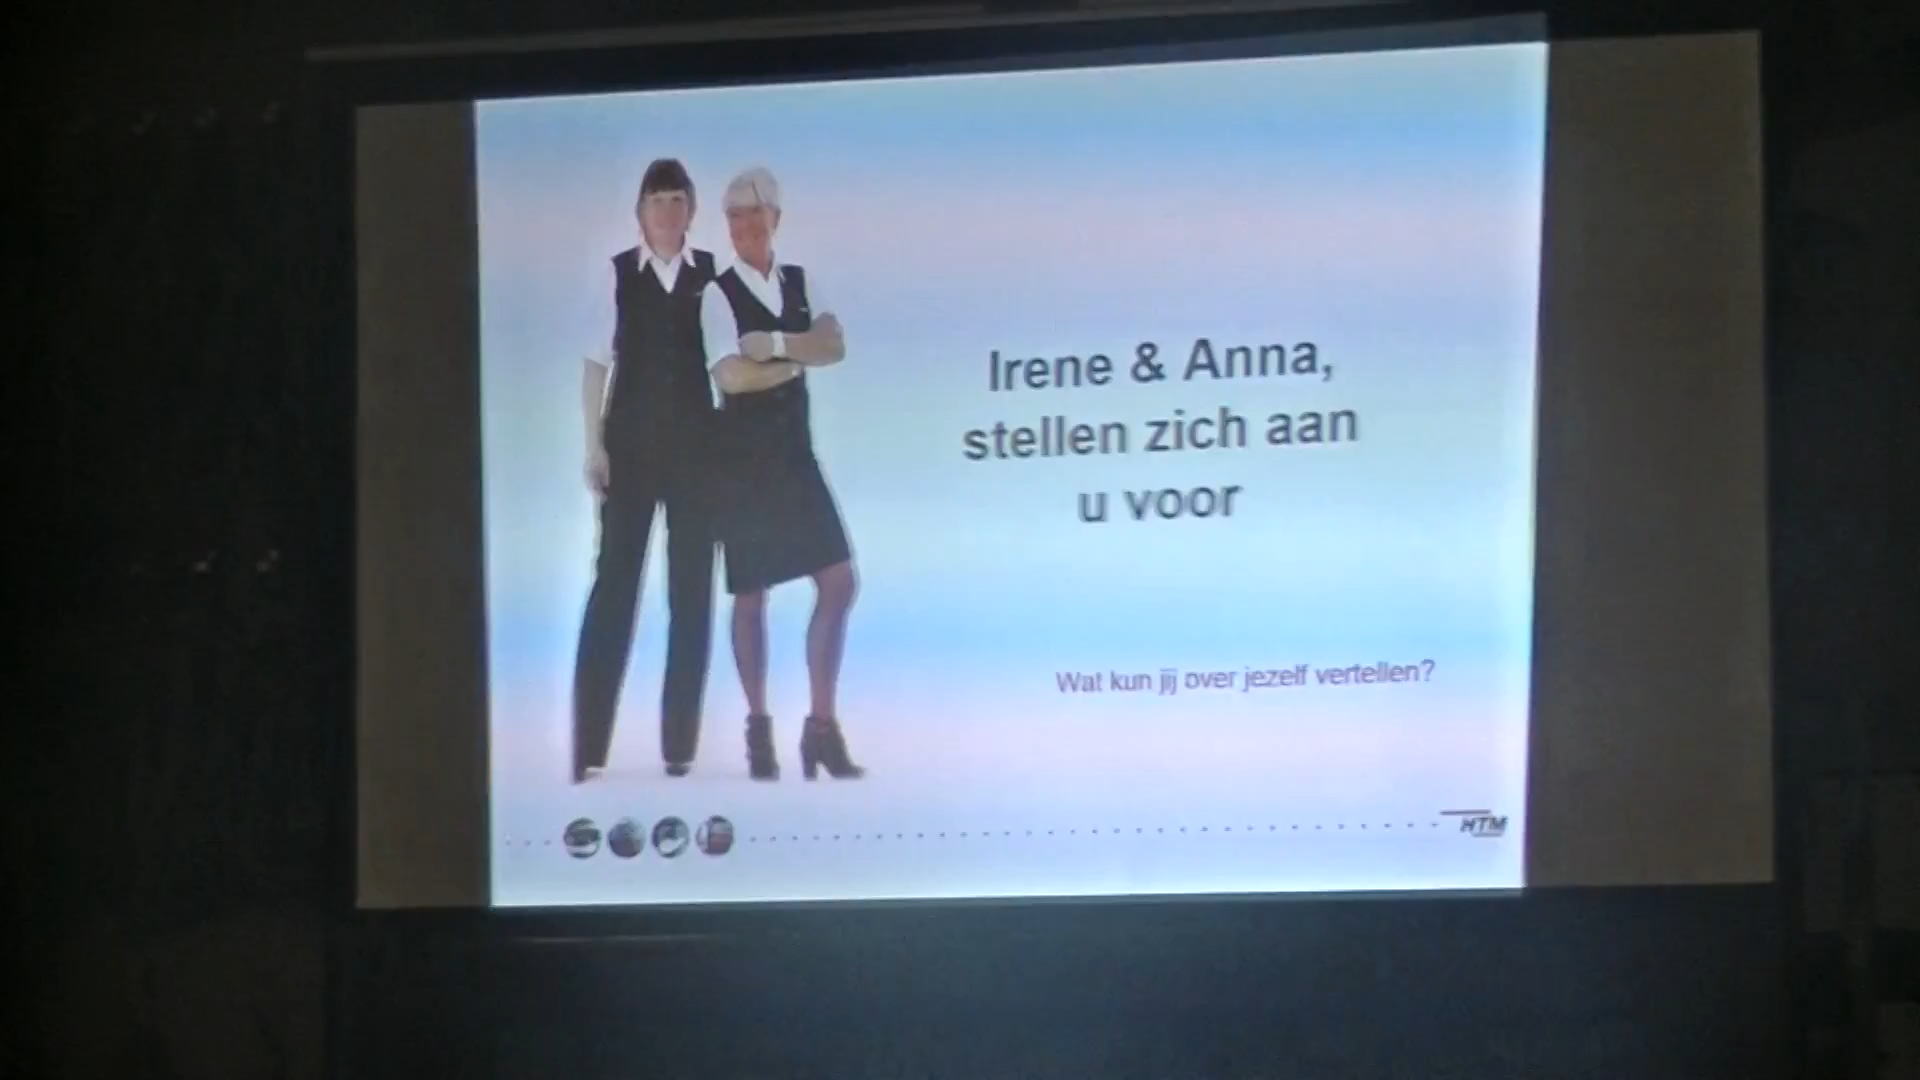 Irene & Anna,
stellen zich aan
u voor
Wat kun jij over jezelf vertellen?
HTM